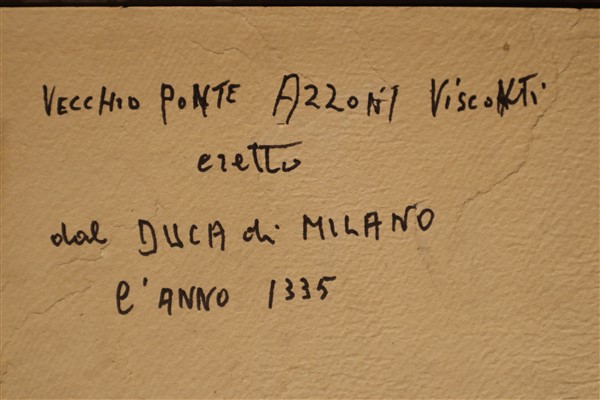 VECCHIO PONTE AZZONI VISCONTI
eretto
dal DUCA di MILANO
l'ANNO 1335